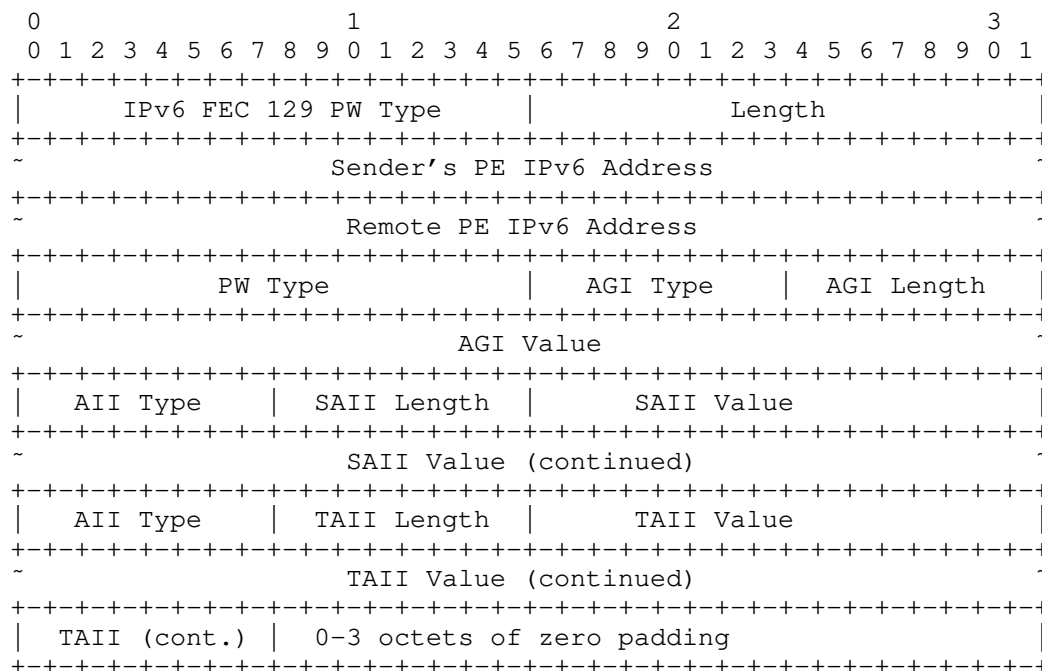 0                   1                   2                   3
0 1 2 3 4 5 6 7 8 9 0 1 2 3 4 5 6 7 8 9 0 1 2 3 4 5 6 7 8 9 0 1
+-+-+-+-+-+-+-+-+-+-+-+-+-+-+-+-+-+-+-+-+-+-+-+-+-+-+-+-+-+-+-+-+
|      IPv6 FEC 129 PW Type     |            Length             |
+-+-+-+-+-+-+-+-+-+-+-+-+-+-+-+-+-+-+-+-+-+-+-+-+-+-+-+-+-+-+-+-+
~                   Sender's PE IPv6 Address                    ~
+-+-+-+-+-+-+-+-+-+-+-+-+-+-+-+-+-+-+-+-+-+-+-+-+-+-+-+-+-+-+-+-+
~                    Remote PE IPv6 Address                     ~
+-+-+-+-+-+-+-+-+-+-+-+-+-+-+-+-+-+-+-+-+-+-+-+-+-+-+-+-+-+-+-+-+
|            PW Type            |   AGI Type    |  AGI Length   |
+-+-+-+-+-+-+-+-+-+-+-+-+-+-+-+-+-+-+-+-+-+-+-+-+-+-+-+-+-+-+-+-+
~                           AGI Value                           ~
+-+-+-+-+-+-+-+-+-+-+-+-+-+-+-+-+-+-+-+-+-+-+-+-+-+-+-+-+-+-+-+-+
|   AII Type    |  SAII Length  |      SAII Value               |
+-+-+-+-+-+-+-+-+-+-+-+-+-+-+-+-+-+-+-+-+-+-+-+-+-+-+-+-+-+-+-+-+
~                    SAII Value (continued)                     ~
+-+-+-+-+-+-+-+-+-+-+-+-+-+-+-+-+-+-+-+-+-+-+-+-+-+-+-+-+-+-+-+-+
|   AII Type    |  TAII Length  |      TAII Value               |
+-+-+-+-+-+-+-+-+-+-+-+-+-+-+-+-+-+-+-+-+-+-+-+-+-+-+-+-+-+-+-+-+
~                    TAII Value (continued)                     ~
+-+-+-+-+-+-+-+-+-+-+-+-+-+-+-+-+-+-+-+-+-+-+-+-+-+-+-+-+-+-+-+-+
|  TAII (cont.) |  0-3 octets of zero padding                   |
+-+-+-+-+-+-+-+-+-+-+-+-+-+-+-+-+-+-+-+-+-+-+-+-+-+-+-+-+-+-+-+-+